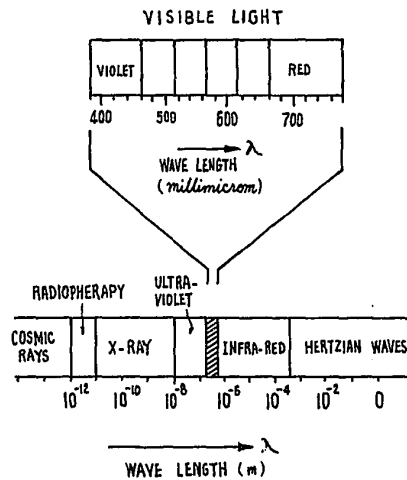 VISIBLE LIGHT
VIOLET RED
400 500 600 700
λ
WAVE LENGTH
(millimicrom)
ULTRA-
VIOLET
RADIOPHERAPY
COSMIC
RAYS
X-RAY
INFRA-RED
HERTZIAN WAVES
10⁻¹² 10⁻¹⁰ 10⁻⁸ 10⁻⁶ 10⁻⁴ 10⁻² 0
λ
WAVE LENGTH (m)